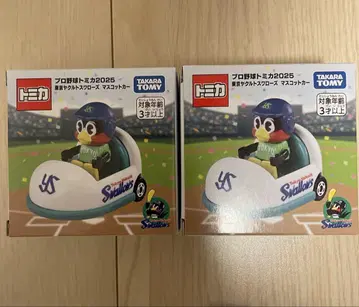 トミカ
プロ野球トミカ2025
東京ヤクルトスワローズ マスコットカー
TAKARA
TOMY
対象年齢
3才以上
YS
Swallows
Swallows
トミカ
プロ野球トミカ2025
東京ヤクルトスワローズ マスコットカー
TAKARA
TOMY
対象年齢
3才以上
YS
Swallows
Swallows